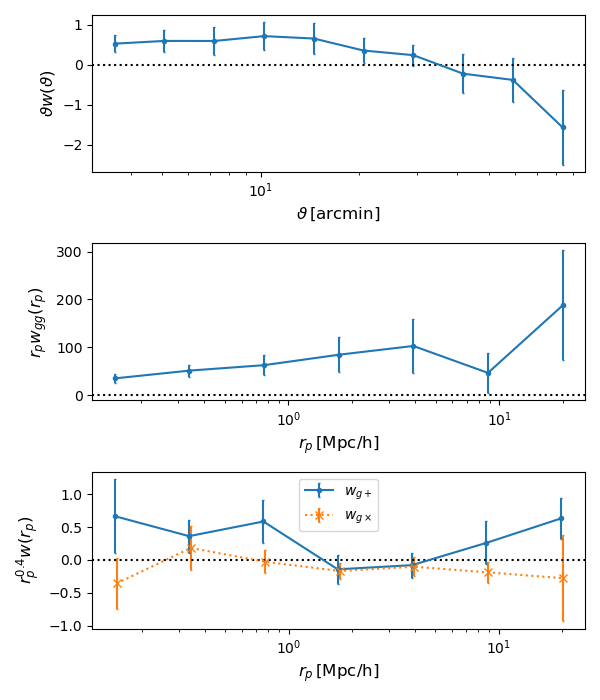 1
0
−1
−2
ϑw(ϑ)
10¹
ϑ [arcmin]
300
200
100
0
r_p w_gg(r_p)
10⁰ 10¹
r_p [Mpc/h]
w_g+
w_g×
1.0
0.5
0.0
−0.5
−1.0
r_p^0.4 w(r_p)
10⁰ 10¹
r_p [Mpc/h]